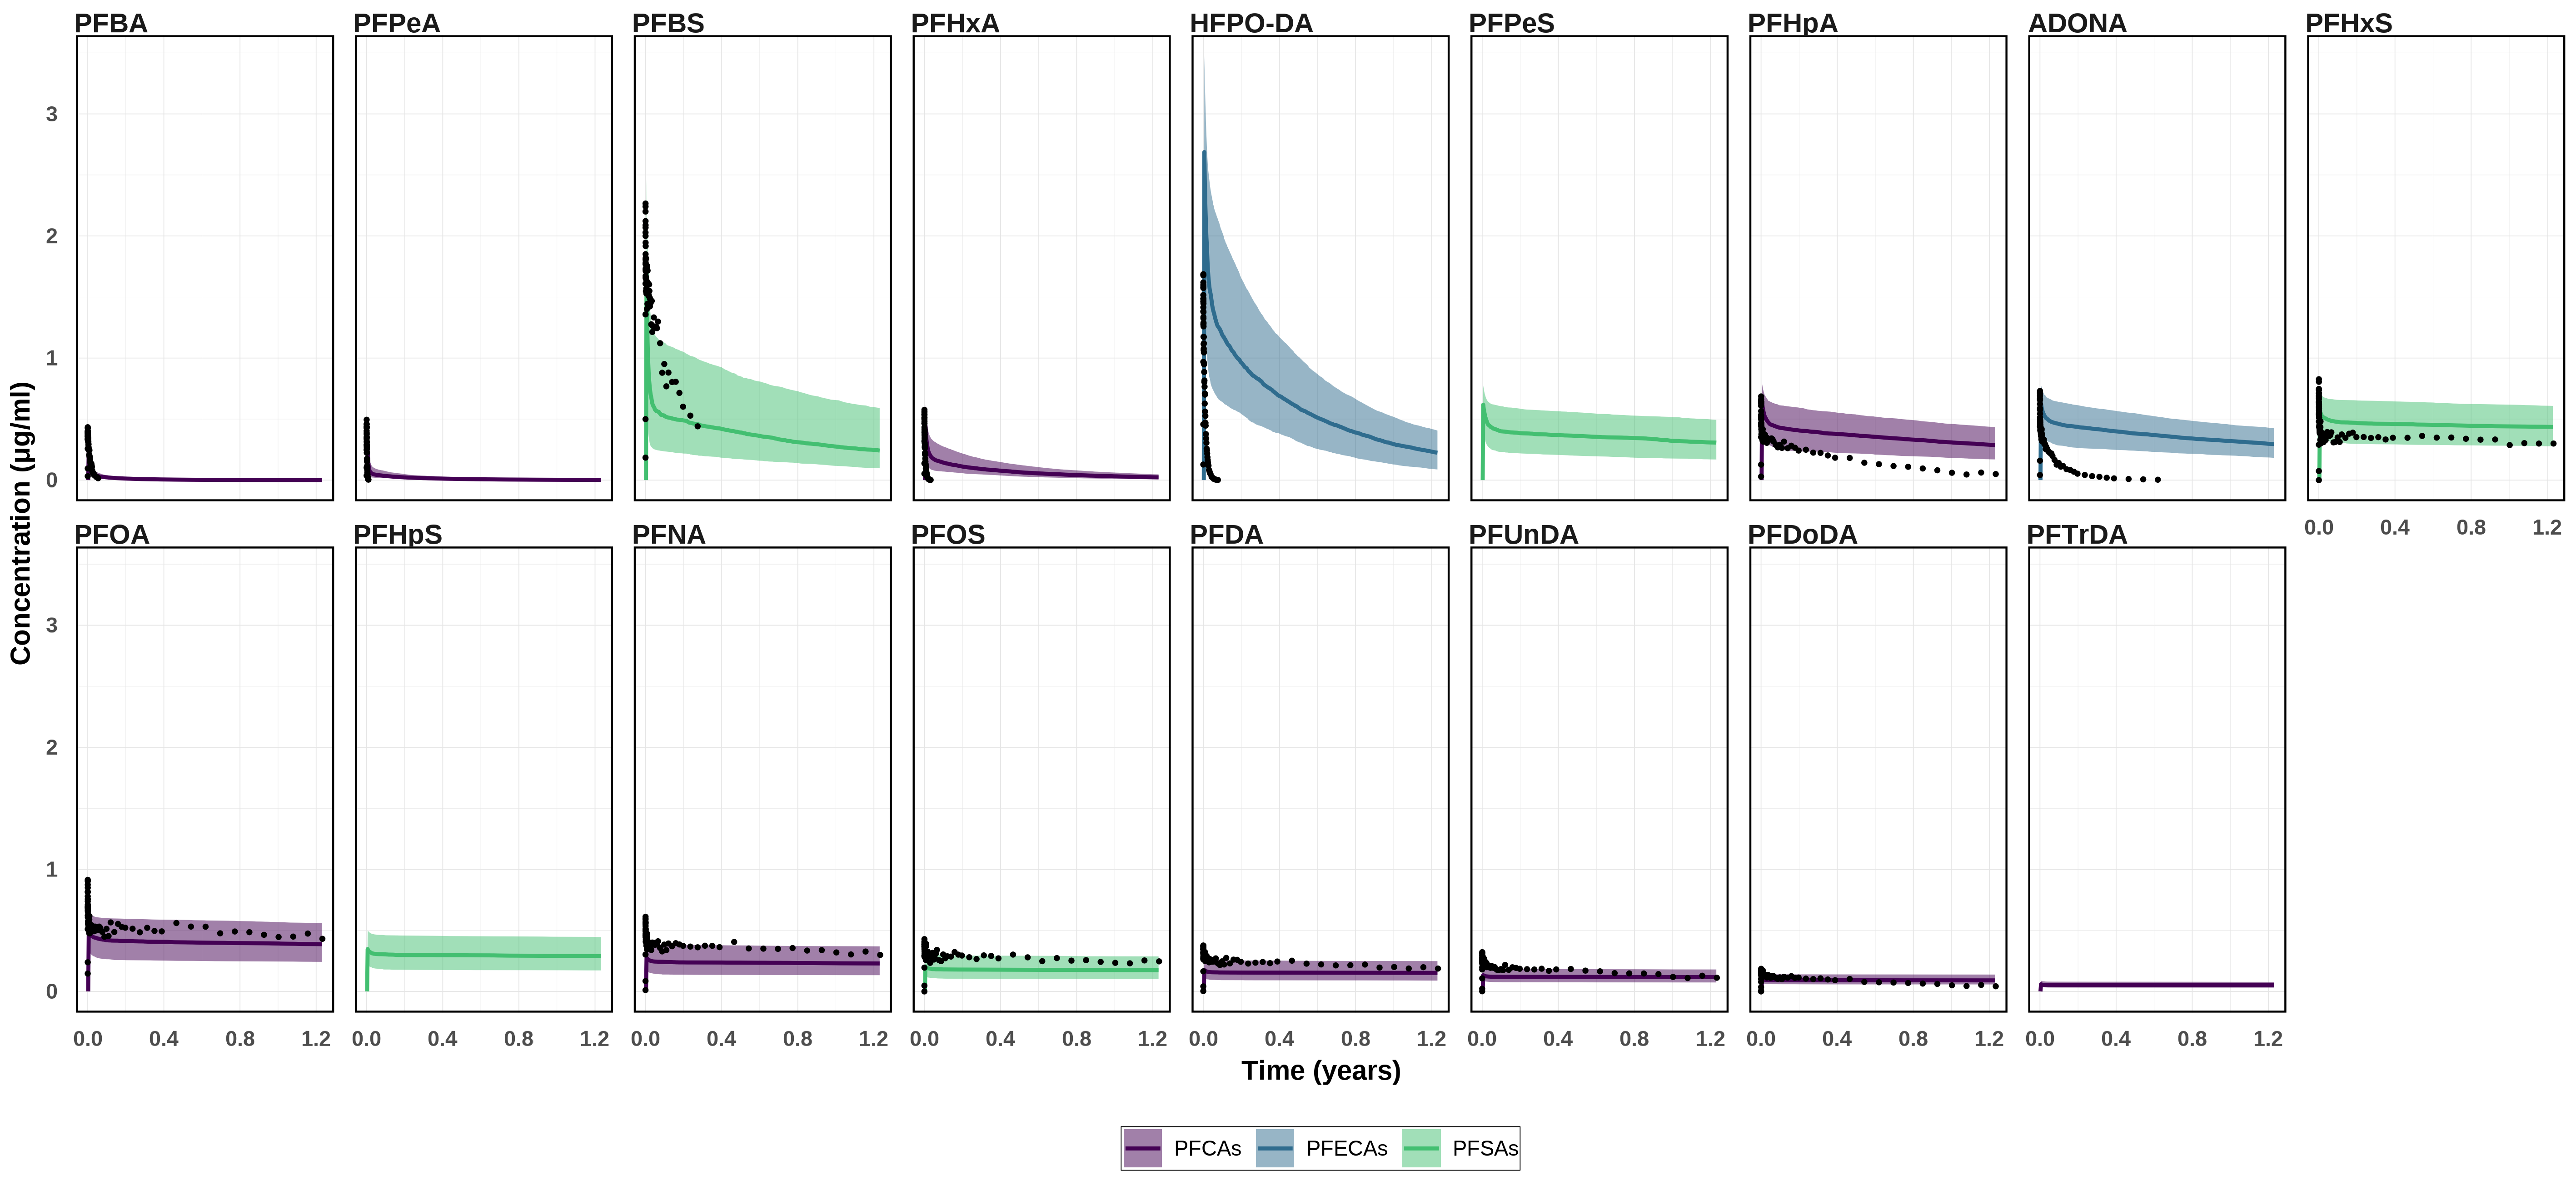 PFBA PFPeA PFBS PFHxA HFPO-DA PFPeS PFHpA ADONA PFHxS
3
2
1
0
0.0 0.4 0.8 1.2
PFOA PFHpS PFNA PFOS PFDA PFUnDA PFDoDA PFTrDA
3
2
1
0
0.0 0.4 0.8 1.2 0.0 0.4 0.8 1.2 0.0 0.4 0.8 1.2 0.0 0.4 0.8 1.2 0.0 0.4 0.8 1.2 0.0 0.4 0.8 1.2 0.0 0.4 0.8 1.2 0.0 0.4 0.8 1.2
Concentration (µg/ml)
Time (years)
PFCAs PFECAs PFSAs